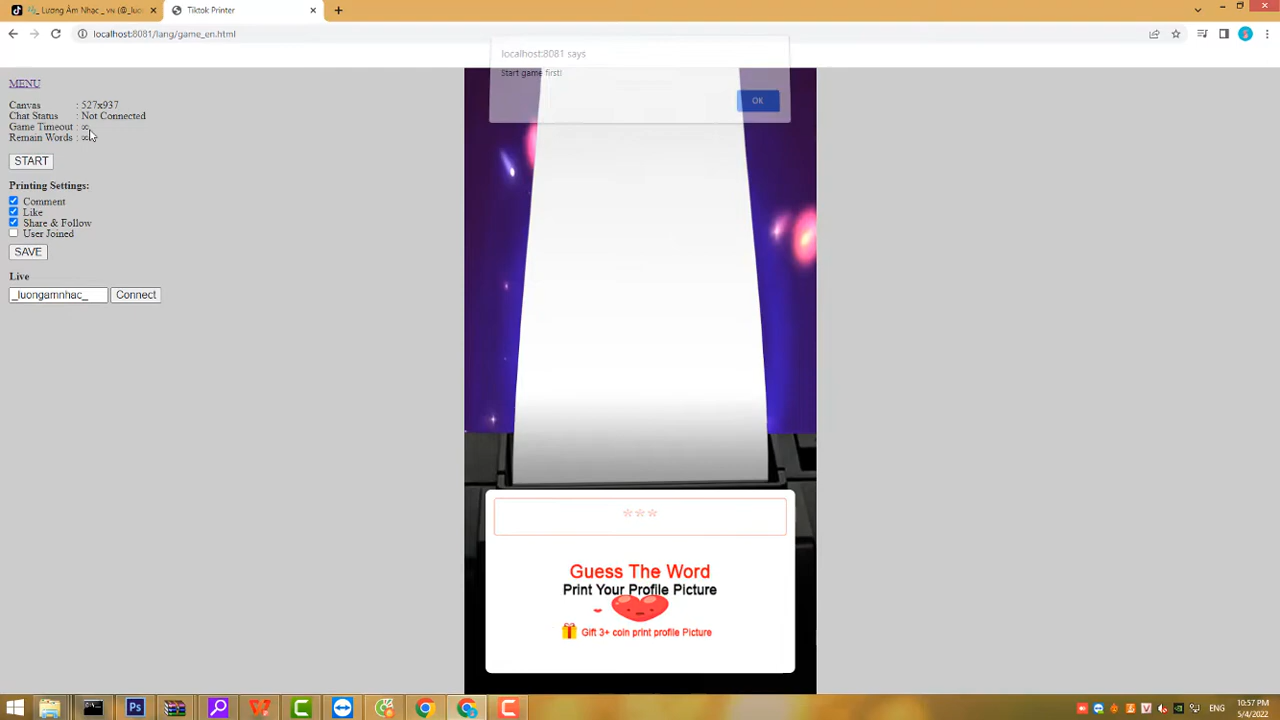 Lương Âm Nhạc _ VN (@_luo
Tiktok Printer
localhost:8081/lang/game_en.html
localhost:8081 says
Start game first!
OK
MENU
Canvas : 527x937
Chat Status : Not Connected
Game Timeout : ∞
Remain Words : ∞
START
Printing Settings:
Comment
Like
Share & Follow
User Joined
SAVE
Live
_luongamnhac_
Connect
***
Guess The Word
Print Your Profile Picture
Gift 3+ coin print profile Picture
ENG
10:57 PM
5/4/2022